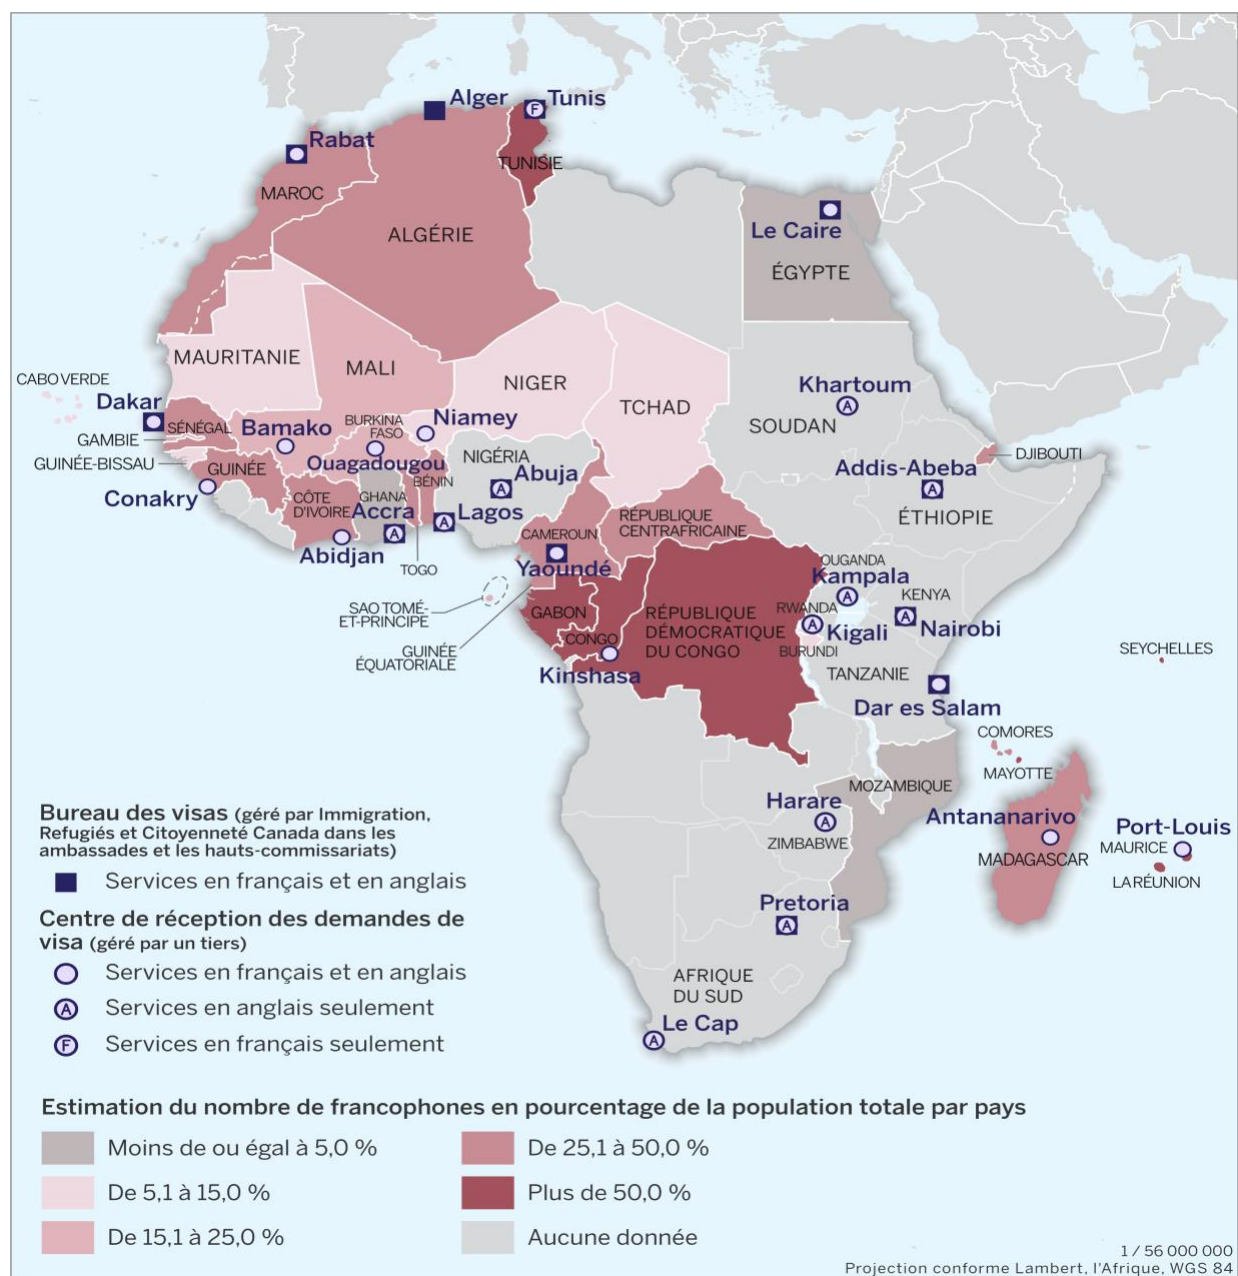 Alger
Tunis
Rabat
TUNISIE
MAROC
Le Caire
ALGÉRIE
ÉGYPTE
MAURITANIE
MALI
NIGER
CABO VERDE
Khartoum
Dakar
TCHAD
BURKINA
FASO
Niamey
SOUDAN
SÉNÉGAL
Bamako
GAMBIE
NIGÉRIA
DJIBOUTI
GUINÉE-BISSAU
GUINÉE
Ouagadougou
Abuja
Addis-Abeba
BÉNIN
Conakry
CÔTE
D'IVOIRE
GHANA
Accra
Lagos
RÉPUBLIQUE
CENTRAFRICAINE
ÉTHIOPIE
CAMEROUN
Abidjan
TOGO
Yaoundé
OUGANDA
Kampala
SAO TOMÉ-
ET-PRINCIPE
GABON
RÉPUBLIQUE
DÉMOCRATIQUE
DU CONGO
RWANDA
KENYA
Kigali
Nairobi
CONGO
GUINÉE
ÉQUATORIALE
BURUNDI
SEYCHELLES
Kinshasa
TANZANIE
Dar es Salam
COMORES
MAYOTTE
MOZAMBIQUE
Harare
ZIMBABWE
Antananarivo
MADAGASCAR
Port-Louis
MAURICE
LA RÉUNION
Pretoria
AFRIQUE
DU SUD
Le Cap
F
A
A
A
A
A
A
A
A
A
A
A
Bureau des visas (géré par Immigration,
Refugiés et Citoyenneté Canada dans les
ambassades et les hauts-commissariats)
Services en français et en anglais
Centre de réception des demandes de
visa (géré par un tiers)
Services en français et en anglais
A Services en anglais seulement
F Services en français seulement
Estimation du nombre de francophones en pourcentage de la population totale par pays
Moins de ou égal à 5,0 %
De 25,1 à 50,0 %
De 5,1 à 15,0 %
Plus de 50,0 %
De 15,1 à 25,0 %
Aucune donnée
1 / 56 000 000
Projection conforme Lambert, l'Afrique, WGS 84